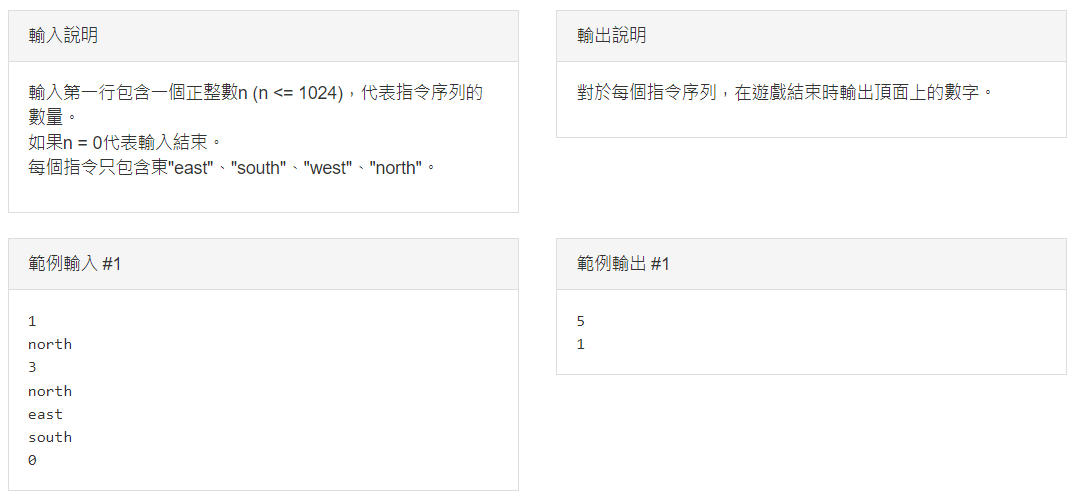 輸入說明
輸入第一行包含一個正整數n (n <= 1024)，代表指令序列的
數量。
如果n = 0代表輸入結束。
每個指令只包含東"east"、"south"、"west"、"north"。
輸出說明
對於每個指令序列，在遊戲結束時輸出頂面上的數字。
範例輸入 #1
1
north
3
north
east
south
0
範例輸出 #1
5
1